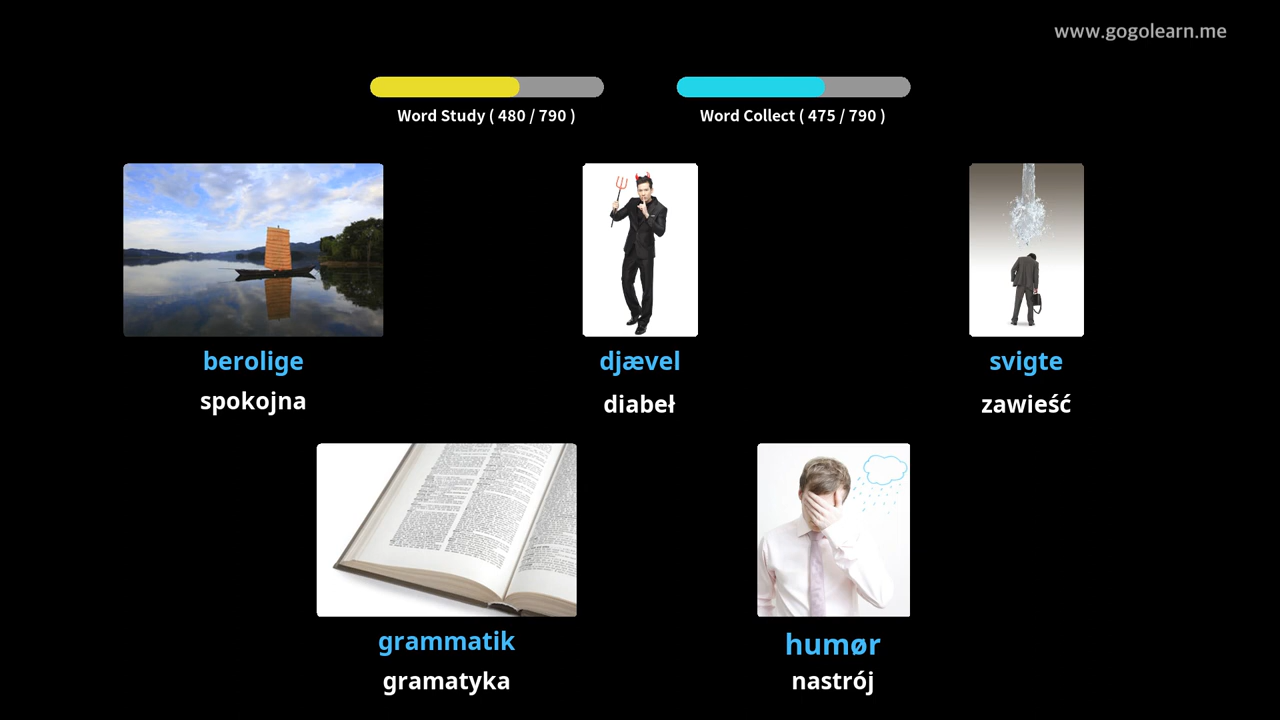 www.gogolearn.me
Word Study ( 480 / 790 )
Word Collect ( 475 / 790 )
berolige
spokojna
djævel
diabeł
svigte
zawieść
grammatik
gramatyka
humør
nastrój